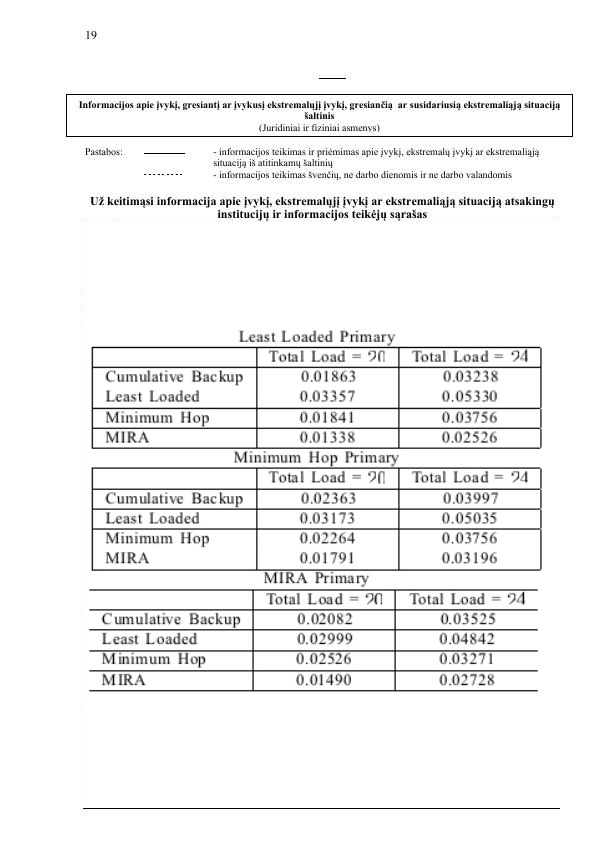 19
Informacijos apie įvykį, gresiantį ar įvykusį ekstremalųjį įvykį, gresiančią ar susidariusią ekstremaliąją situaciją
šaltinis
(Juridiniai ir fiziniai asmenys)
Pastabos: - informacijos teikimas ir priėmimas apie įvykį, ekstremalų įvykį ar ekstremaliąją
situaciją iš atitinkamų šaltinių
- informacijos teikimas švenčių, ne darbo dienomis ir ne darbo valandomis
Už keitimąsi informacija apie įvykį, ekstremalųjį įvykį ar ekstremaliąją situaciją atsakingų
institucijų ir informacijos teikėjų sąrašas
Least Loaded Primary
Total Load = 20 Total Load = 24
Cumulative Backup 0.01863 0.03238
Least Loaded 0.03357 0.05330
Minimum Hop 0.01841 0.03756
MIRA 0.01338 0.02526
Minimum Hop Primary
Total Load = 20 Total Load = 24
Cumulative Backup 0.02363 0.03997
Least Loaded 0.03173 0.05035
Minimum Hop 0.02264 0.03756
MIRA 0.01791 0.03196
MIRA Primary
Total Load = 20 Total Load = 24
Cumulative Backup 0.02082 0.03525
Least Loaded 0.02999 0.04842
Minimum Hop 0.02526 0.03271
MIRA 0.01490 0.02728